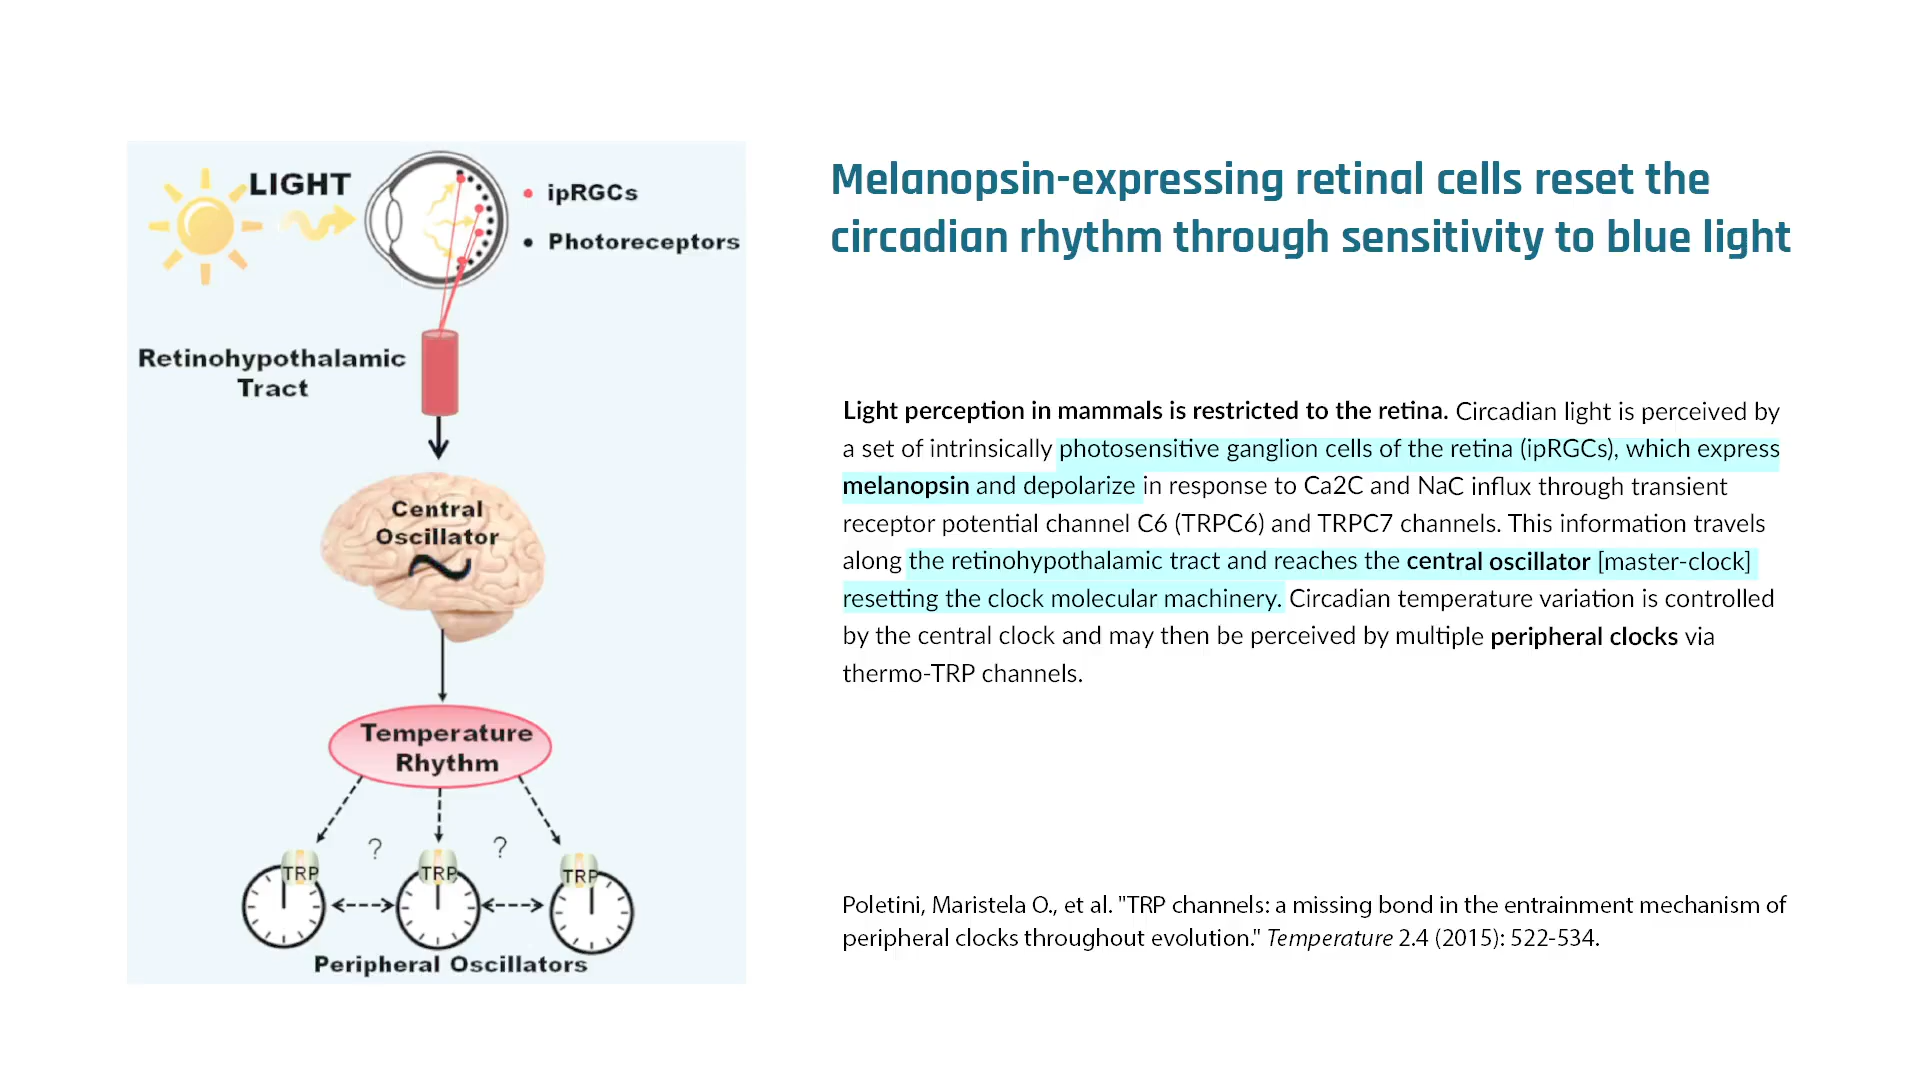 LIGHT
ipRGCs
Photoreceptors
Retinohypothalamic
Tract
Central
Oscillator
Temperature
Rhythm
? ?
TRP TRP TRP
Peripheral Oscillators
Melanopsin-expressing retinal cells reset the
circadian rhythm through sensitivity to blue light
Light perception in mammals is restricted to the retina. Circadian light is perceived by
a set of intrinsically photosensitive ganglion cells of the retina (ipRGCs), which express
melanopsin and depolarize in response to Ca2C and NaC influx through transient
receptor potential channel C6 (TRPC6) and TRPC7 channels. This information travels
along the retinohypothalamic tract and reaches the central oscillator [master-clock]
resetting the clock molecular machinery. Circadian temperature variation is controlled
by the central clock and may then be perceived by multiple peripheral clocks via
thermo-TRP channels.
Poletini, Maristela O., et al. "TRP channels: a missing bond in the entrainment mechanism of
peripheral clocks throughout evolution." Temperature 2.4 (2015): 522-534.